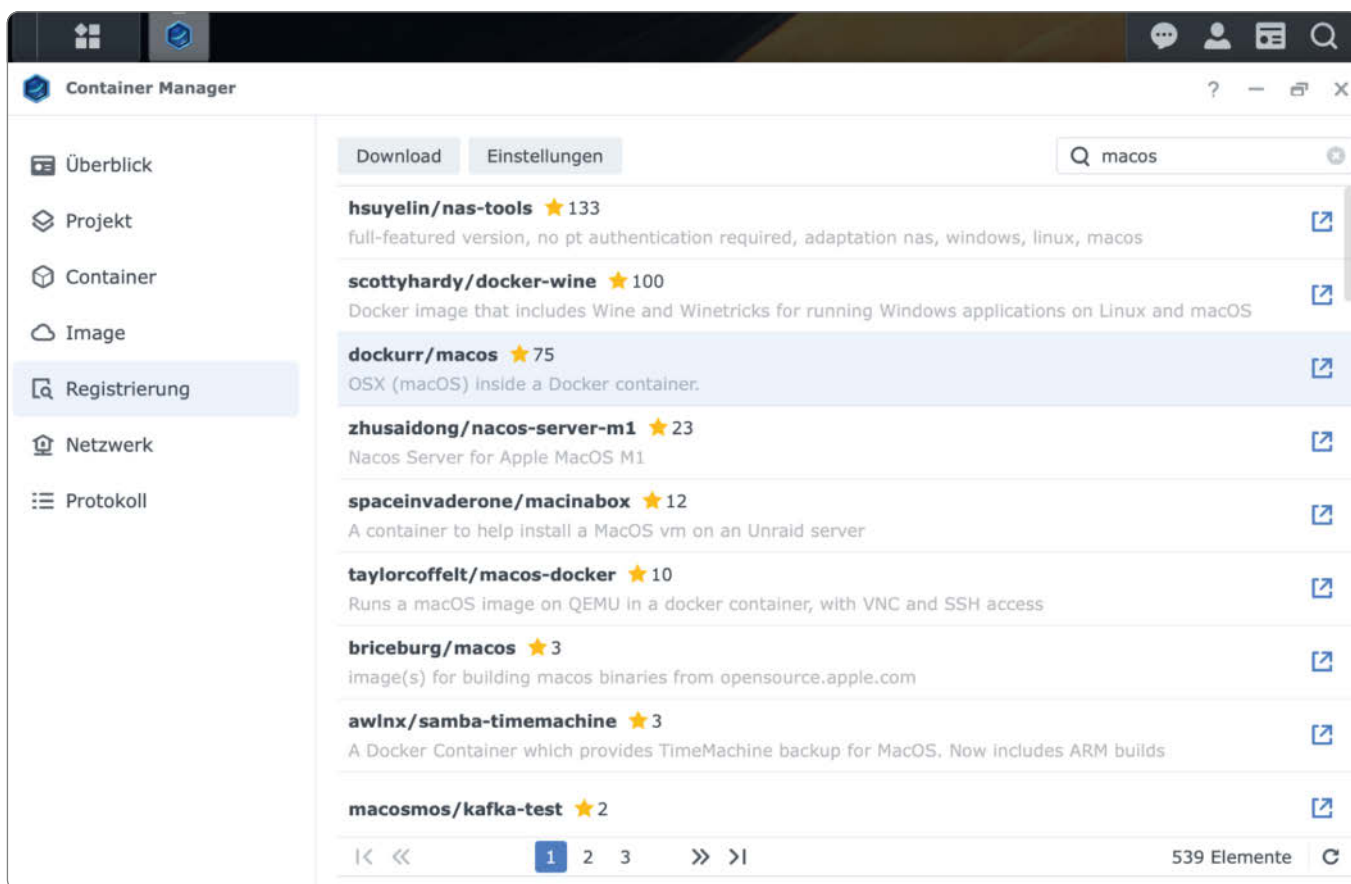 Container Manager
?
Überblick
Projekt
Container
Image
Registrierung
Netzwerk
Protokoll
Download Einstellungen macos
hsuyelin/nas-tools 133
full-featured version, no pt authentication required, adaptation nas, windows, linux, macos
scottyhardy/docker-wine 100
Docker image that includes Wine and Winetricks for running Windows applications on Linux and macOS
dockurr/macos 75
OSX (macOS) inside a Docker container.
zhusaidong/nacos-server-m1 23
Nacos Server for Apple MacOS M1
spaceinvaderone/macinabox 12
A container to help install a MacOS vm on an Unraid server
taylorcoffelt/macos-docker 10
Runs a macOS image on QEMU in a docker container, with VNC and SSH access
briceburg/macos 3
image(s) for building macos binaries from opensource.apple.com
awlnx/samba-timemachine 3
A Docker Container which provides TimeMachine backup for MacOS. Now includes ARM builds
macosmos/kafka-test 2
1 2 3 539 Elemente